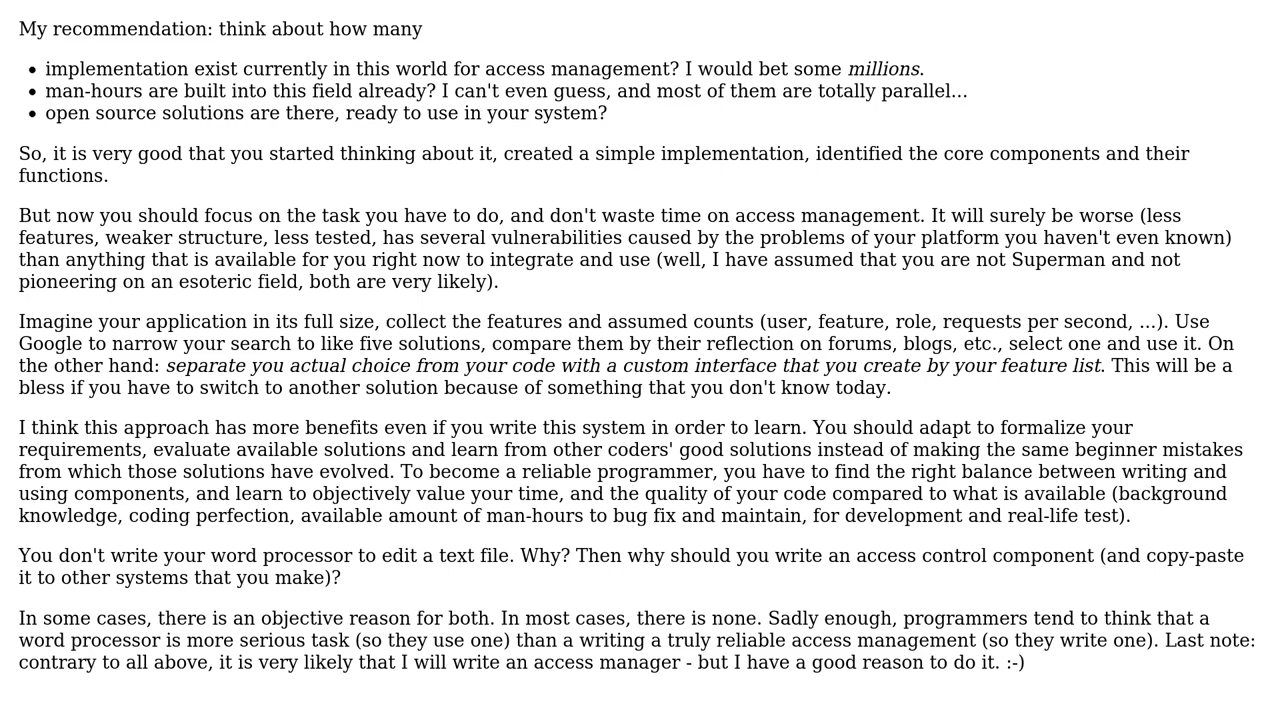 My recommendation: think about how many
• implementation exist currently in this world for access management? I would bet some millions.
• man-hours are built into this field already? I can't even guess, and most of them are totally parallel...
• open source solutions are there, ready to use in your system?
So, it is very good that you started thinking about it, created a simple implementation, identified the core components and their
functions.
But now you should focus on the task you have to do, and don't waste time on access management. It will surely be worse (less
features, weaker structure, less tested, has several vulnerabilities caused by the problems of your platform you haven't even known)
than anything that is available for you right now to integrate and use (well, I have assumed that you are not Superman and not
pioneering on an esoteric field, both are very likely).
Imagine your application in its full size, collect the features and assumed counts (user, feature, role, requests per second, ...). Use
Google to narrow your search to like five solutions, compare them by their reflection on forums, blogs, etc., select one and use it. On
the other hand: separate you actual choice from your code with a custom interface that you create by your feature list. This will be a
bless if you have to switch to another solution because of something that you don't know today.
I think this approach has more benefits even if you write this system in order to learn. You should adapt to formalize your
requirements, evaluate available solutions and learn from other coders' good solutions instead of making the same beginner mistakes
from which those solutions have evolved. To become a reliable programmer, you have to find the right balance between writing and
using components, and learn to objectively value your time, and the quality of your code compared to what is available (background
knowledge, coding perfection, available amount of man-hours to bug fix and maintain, for development and real-life test).
You don't write your word processor to edit a text file. Why? Then why should you write an access control component (and copy-paste
it to other systems that you make)?
In some cases, there is an objective reason for both. In most cases, there is none. Sadly enough, programmers tend to think that a
word processor is more serious task (so they use one) than a writing a truly reliable access management (so they write one). Last note:
contrary to all above, it is very likely that I will write an access manager - but I have a good reason to do it. :-)